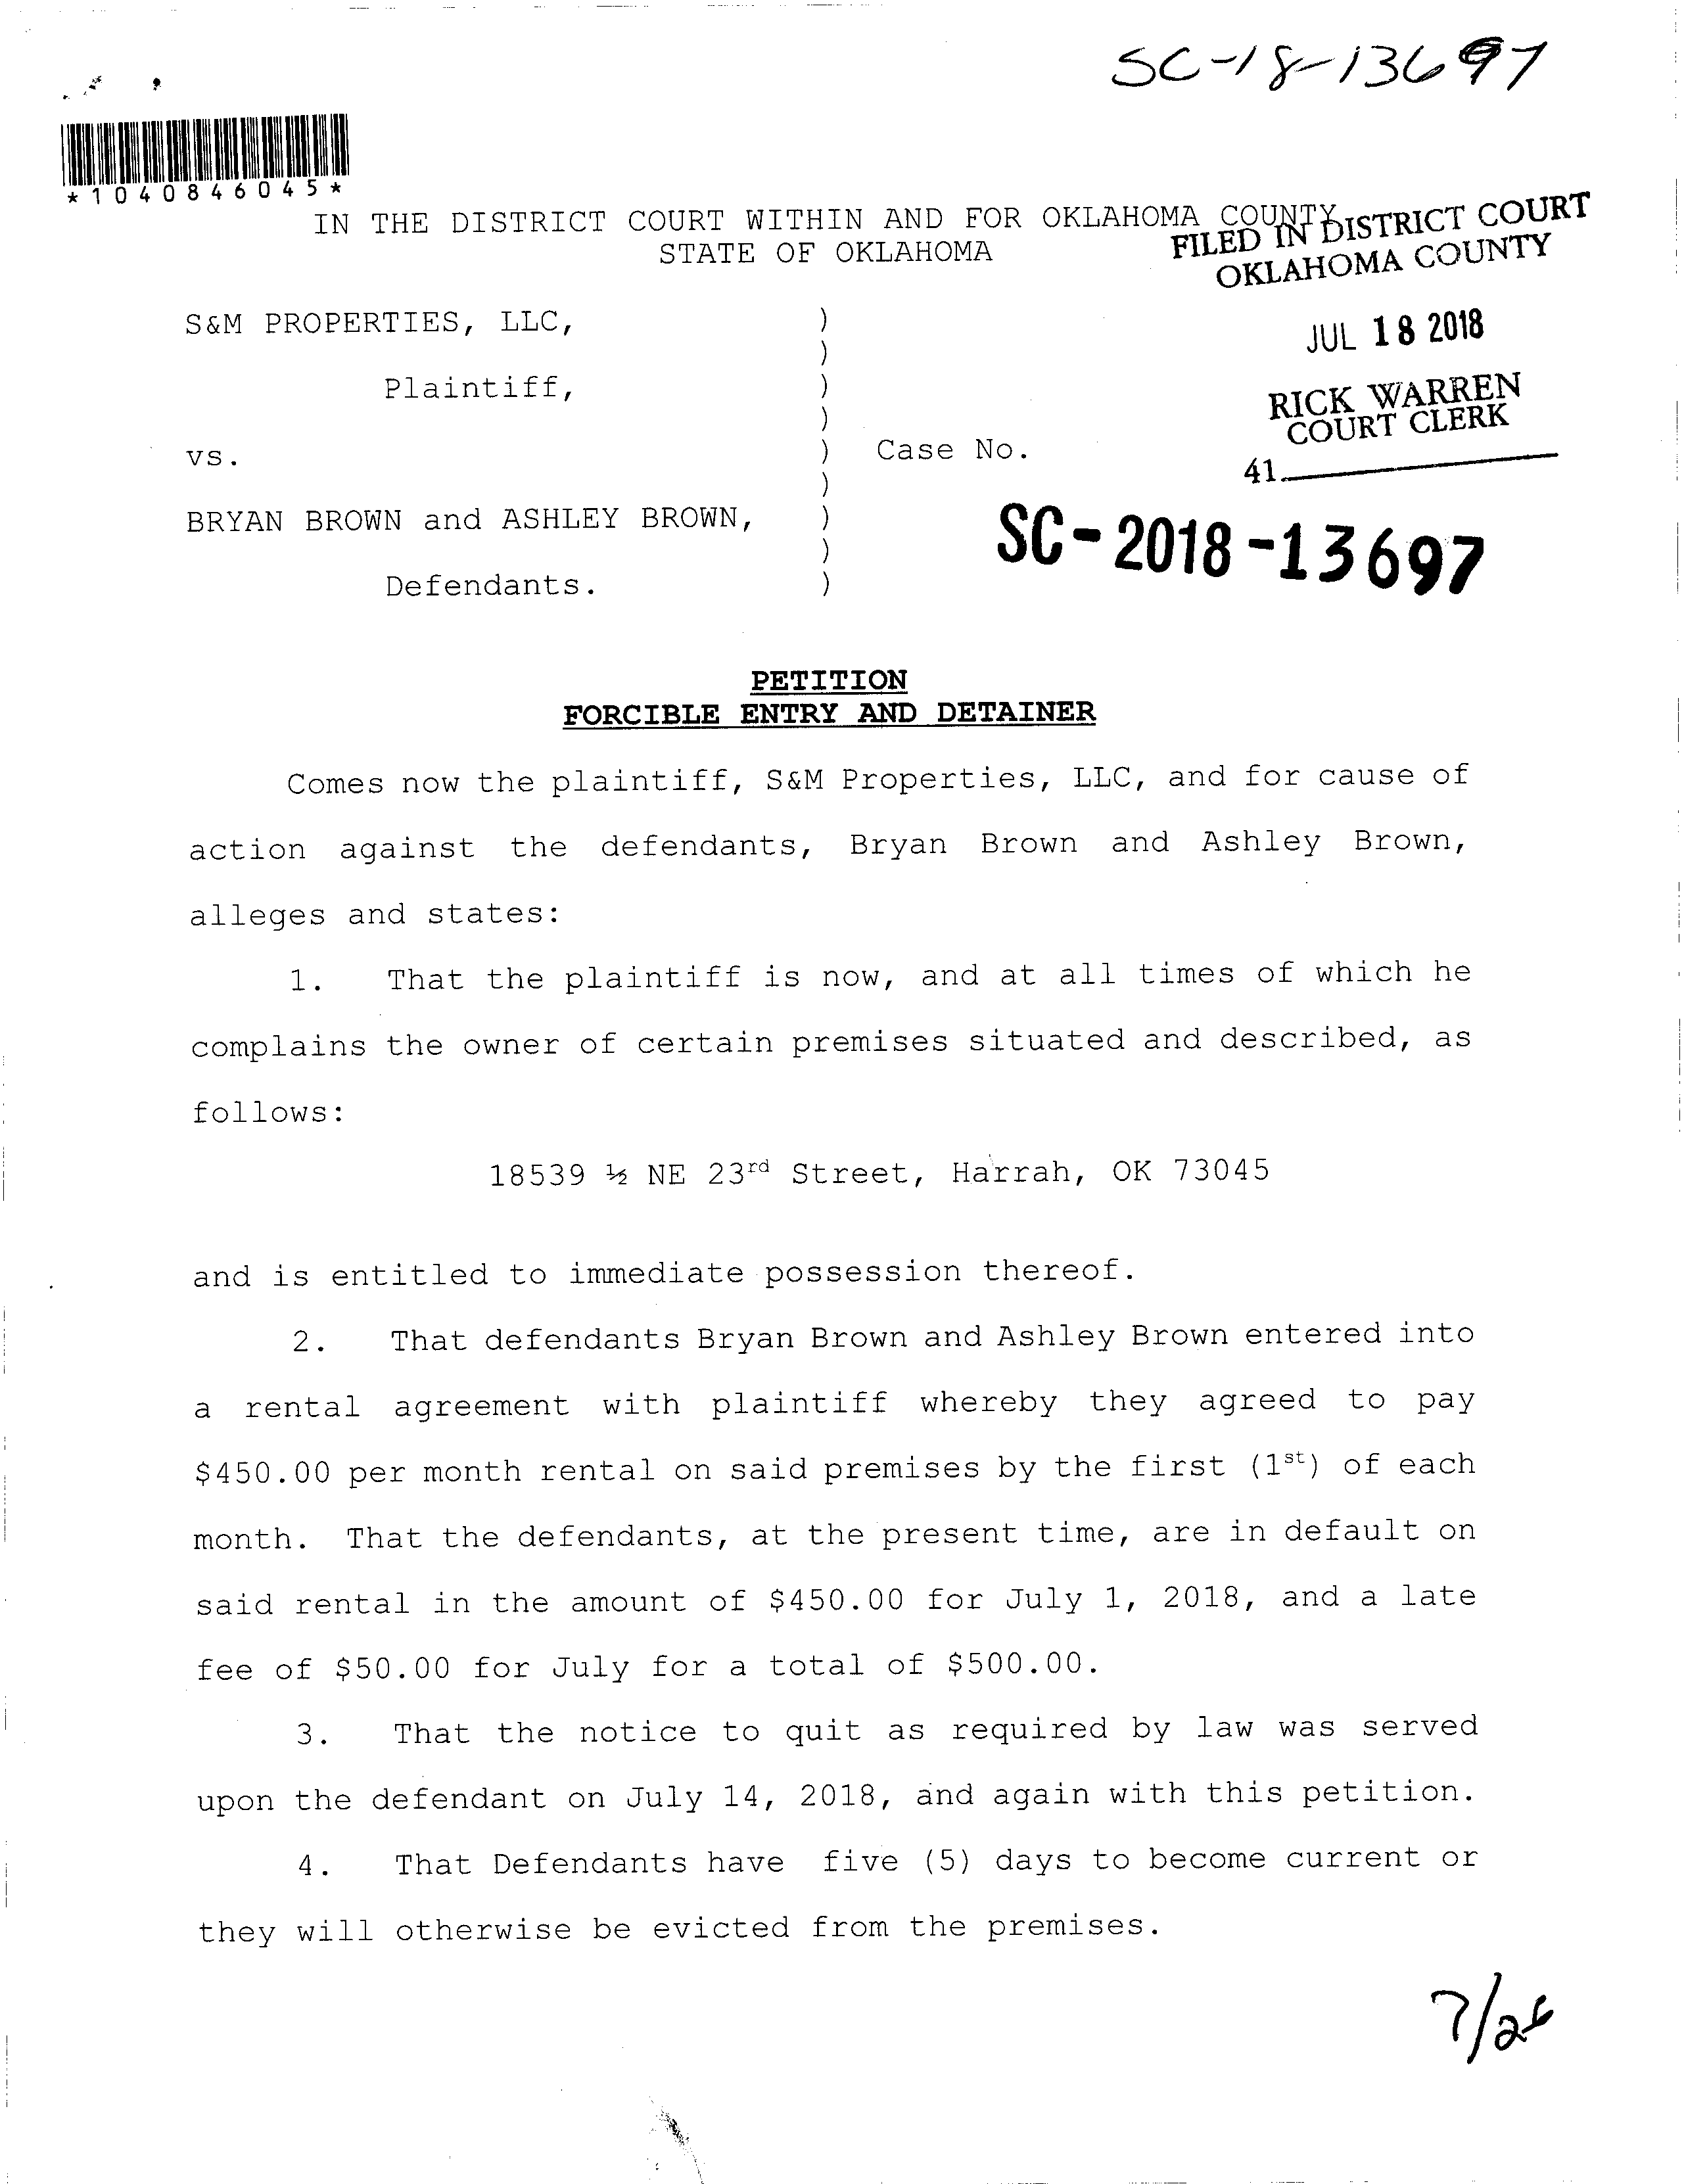 SC-18-13697
*1040846045*
IN THE DISTRICT COURT WITHIN AND FOR OKLAHOMA COUNTY
STATE OF OKLAHOMA
FILED IN DISTRICT COURT
OKLAHOMA COUNTY
S&M PROPERTIES, LLC, )
)
JUL 18 2018
Plaintiff, )
)
RICK WARREN
COURT CLERK
vs. ) Case No.
41
)
BRYAN BROWN and ASHLEY BROWN, )
)
SC-2018-13697
Defendants. )
PETITION
FORCIBLE ENTRY AND DETAINER
Comes now the plaintiff, S&M Properties, LLC, and for cause of
action against the defendants, Bryan Brown and Ashley Brown,
alleges and states:
1. That the plaintiff is now, and at all times of which he
complains the owner of certain premises situated and described, as
follows:
18539 ½ NE 23rd Street, Harrah, OK 73045
and is entitled to immediate possession thereof.
2. That defendants Bryan Brown and Ashley Brown entered into
a rental agreement with plaintiff whereby they agreed to pay
$450.00 per month rental on said premises by the first (1st) of each
month. That the defendants, at the present time, are in default on
said rental in the amount of $450.00 for July 1, 2018, and a late
fee of $50.00 for July for a total of $500.00.
3. That the notice to quit as required by law was served
upon the defendant on July 14, 2018, and again with this petition.
4. That Defendants have five (5) days to become current or
they will otherwise be evicted from the premises.
7/26